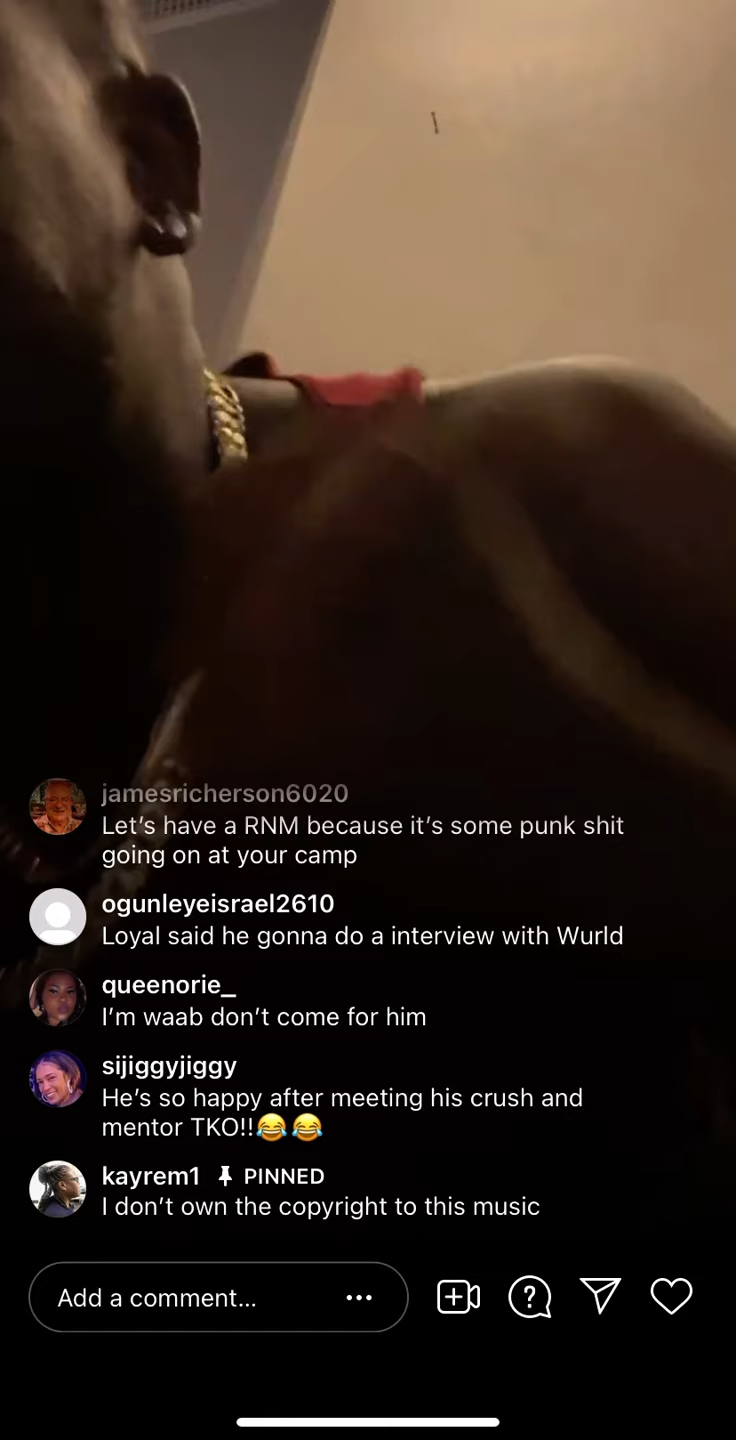 jamesricherson6020
Let’s have a RNM because it’s some punk shit
going on at your camp
ogunleyeisrael2610
Loyal said he gonna do a interview with Wurld
queenorie_
I’m waab don’t come for him
sijiggyjiggy
He’s so happy after meeting his crush and
mentor TKO!!😂😂
kayrem1 PINNED
I don’t own the copyright to this music
Add a comment...